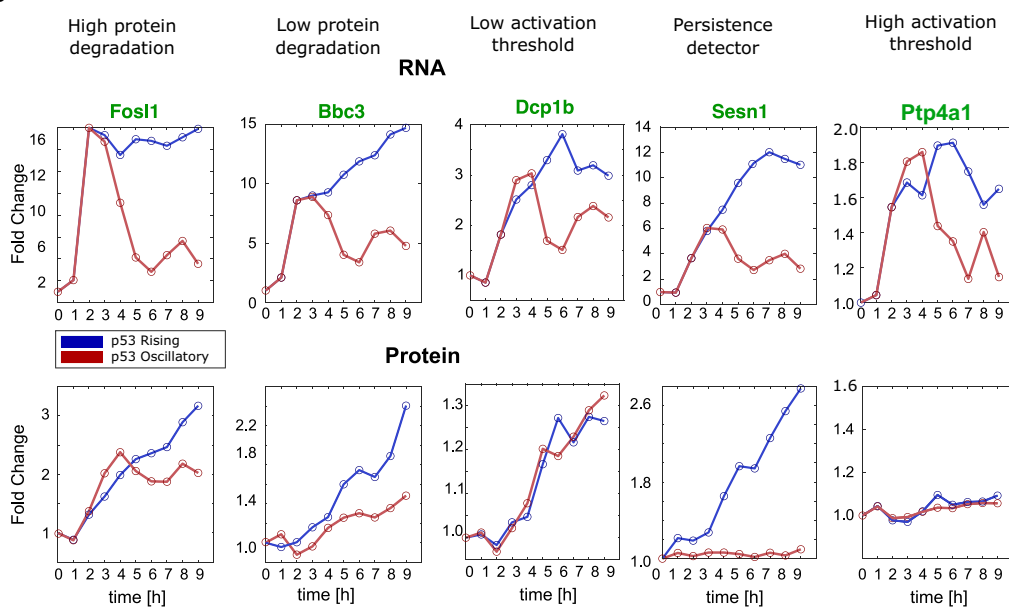 High protein
degradation
Low protein
degradation
Low activation
threshold
Persistence
detector
High activation
threshold
RNA
Fosl1
Bbc3
Dcp1b
Sesn1
Ptp4a1
Fold Change
16
12
10
6
2
0 1 2 3 4 5 6 7 8 9
15
10
5
0
0 1 2 3 4 5 6 7 8 9
4
3
2
1
0 1 2 3 4 5 6 7 8 9
14
12
10
8
6
4
2
0
0 1 2 3 4 5 6 7 8 9
2.0
1.8
1.6
1.4
1.2
1.0
0 1 2 3 4 5 6 7 8 9
p53 Rising
p53 Oscillatory
Protein
Fold Change
3
2
1
0 1 2 3 4 5 6 7 8 9
time [h]
2.2
1.8
1.4
1.0
0 1 2 3 4 5 6 7 8 9
time [h]
1.3
1.2
1.1
1.0
0 1 2 3 4 5 6 7 8 9
time [h]
2.6
1.8
1.4
1.0
0 1 2 3 4 5 6 7 8 9
time [h]
1.6
1.4
1.2
1.0
0 1 2 3 4 5 6 7 8 9
time [h]